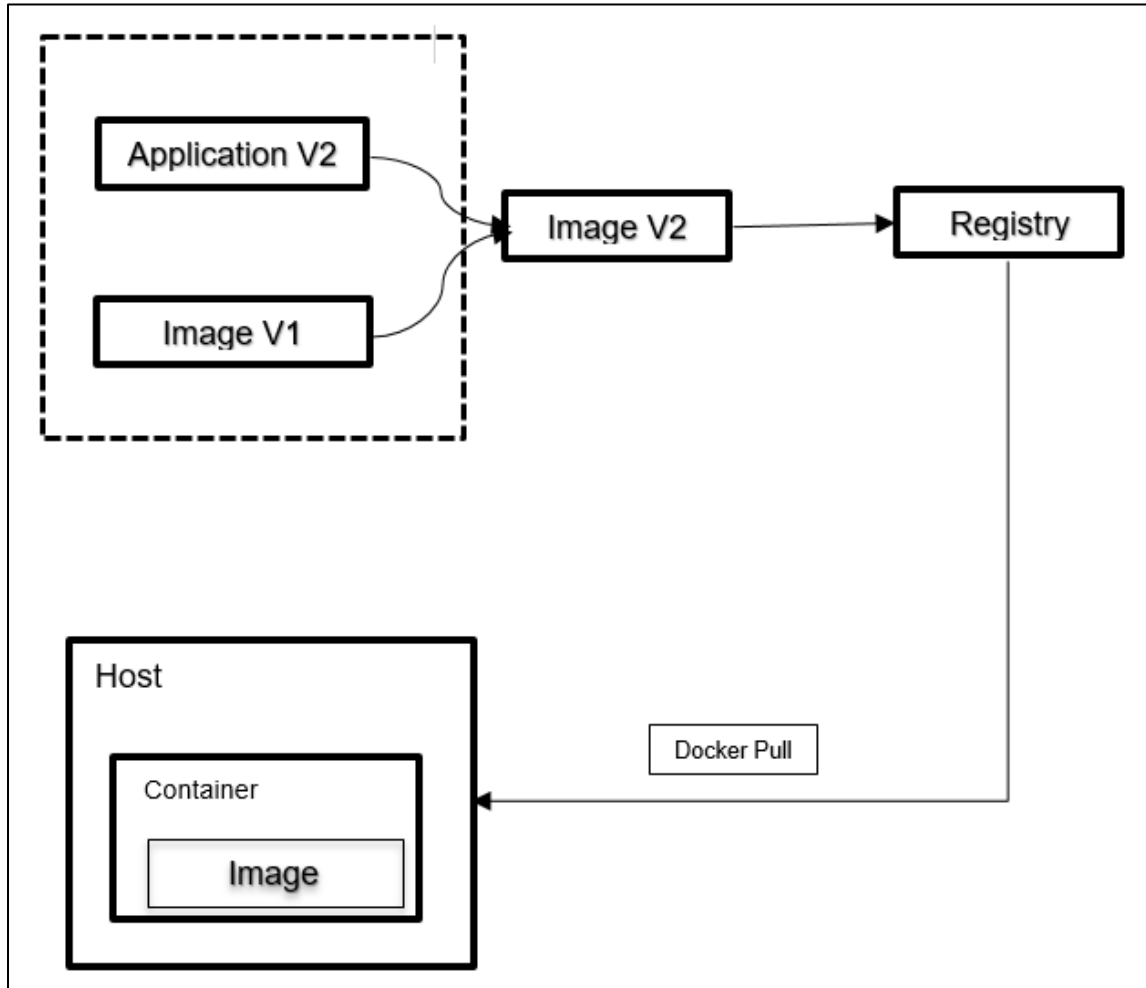 Application V2
Image V2
Registry
Image V1
Host
Docker Pull
Container
Image